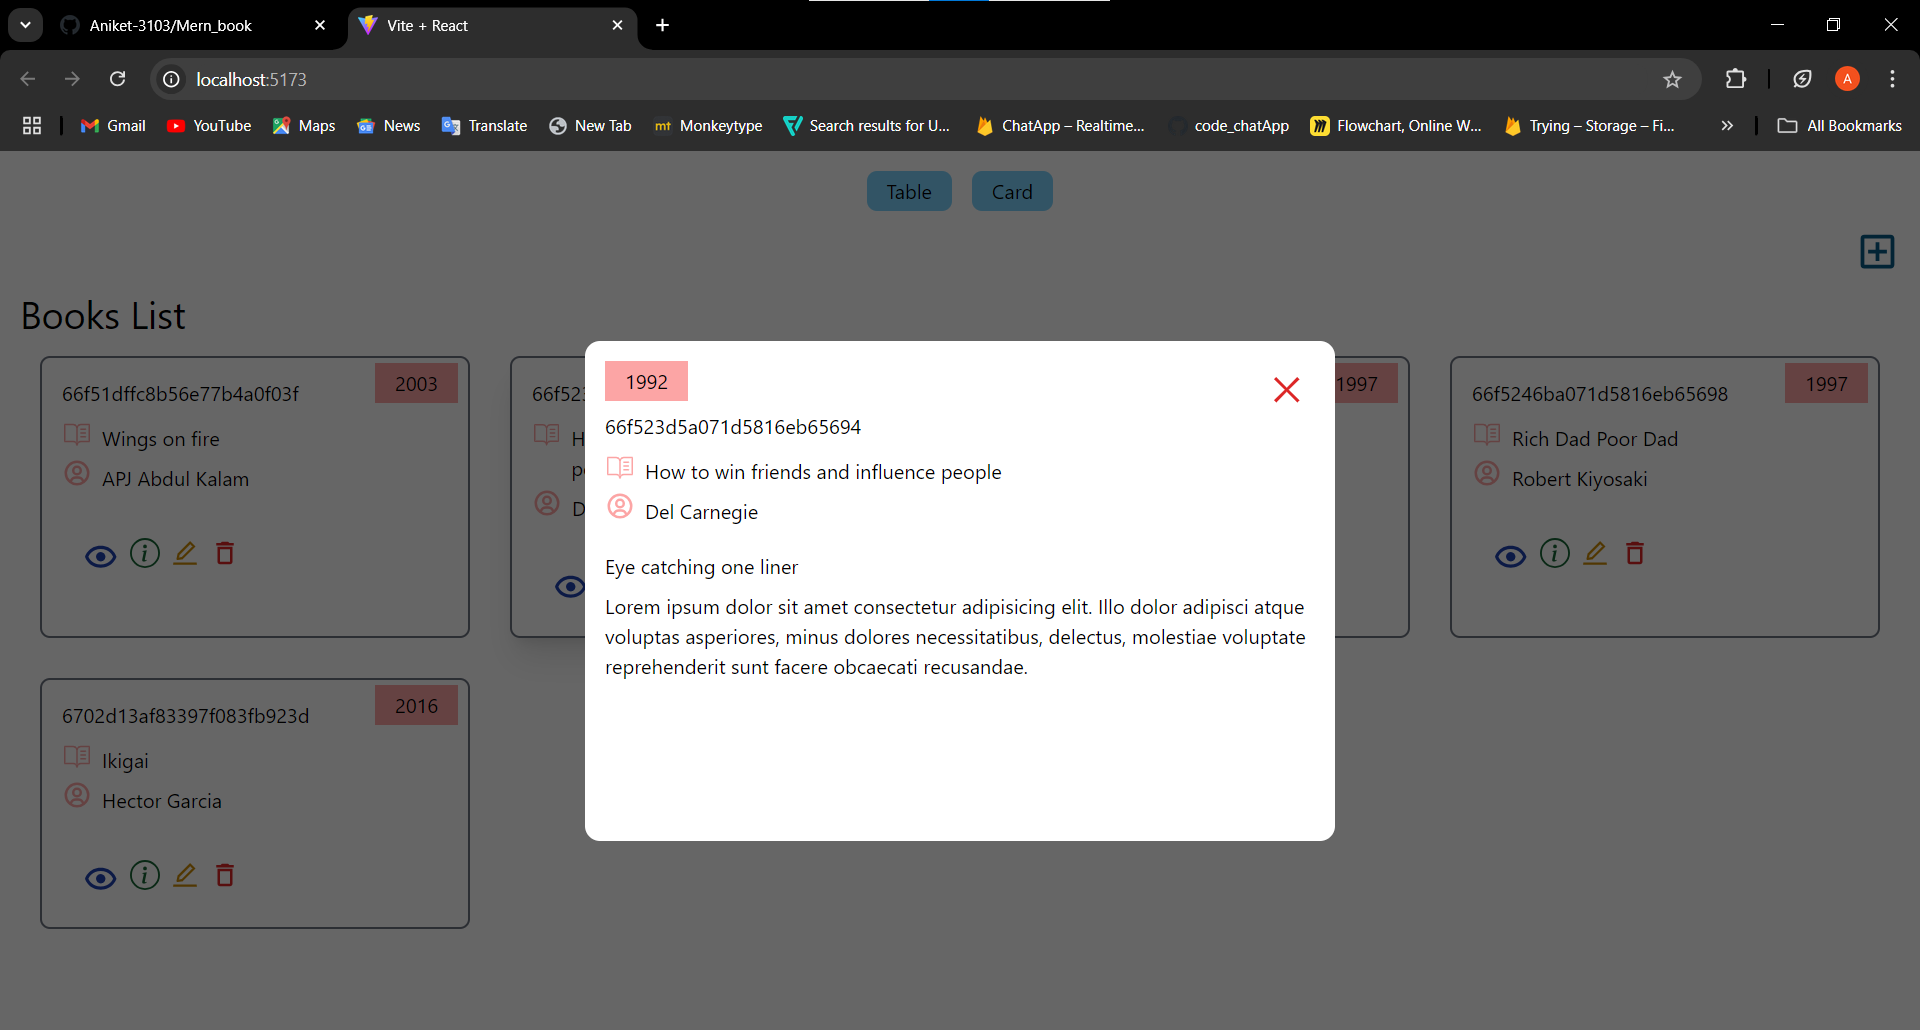 Aniket-3103/Mern_book
Vite + React
localhost:5173
A
Gmail
YouTube
Maps
News
Translate
New Tab
mt Monkeytype
Search results for U...
ChatApp – Realtime...
code_chatApp
Flowchart, Online W...
Trying – Storage – Fi...
All Bookmarks
Table
Card
Books List
66f51dffc8b56e77b4a0f03f
2003
Wings on fire
APJ Abdul Kalam
66f523
1992
66f523d5a071d5816eb65694
How to win friends and influence people
Del Carnegie
Eye catching one liner
Lorem ipsum dolor sit amet consectetur adipisicing elit. Illo dolor adipisci atque
voluptas asperiores, minus dolores necessitatibus, delectus, molestiae voluptate
reprehenderit sunt facere obcaecati recusandae.
1997
66f5246ba071d5816eb65698
1997
Rich Dad Poor Dad
Robert Kiyosaki
6702d13af83397f083fb923d
2016
Ikigai
Hector Garcia